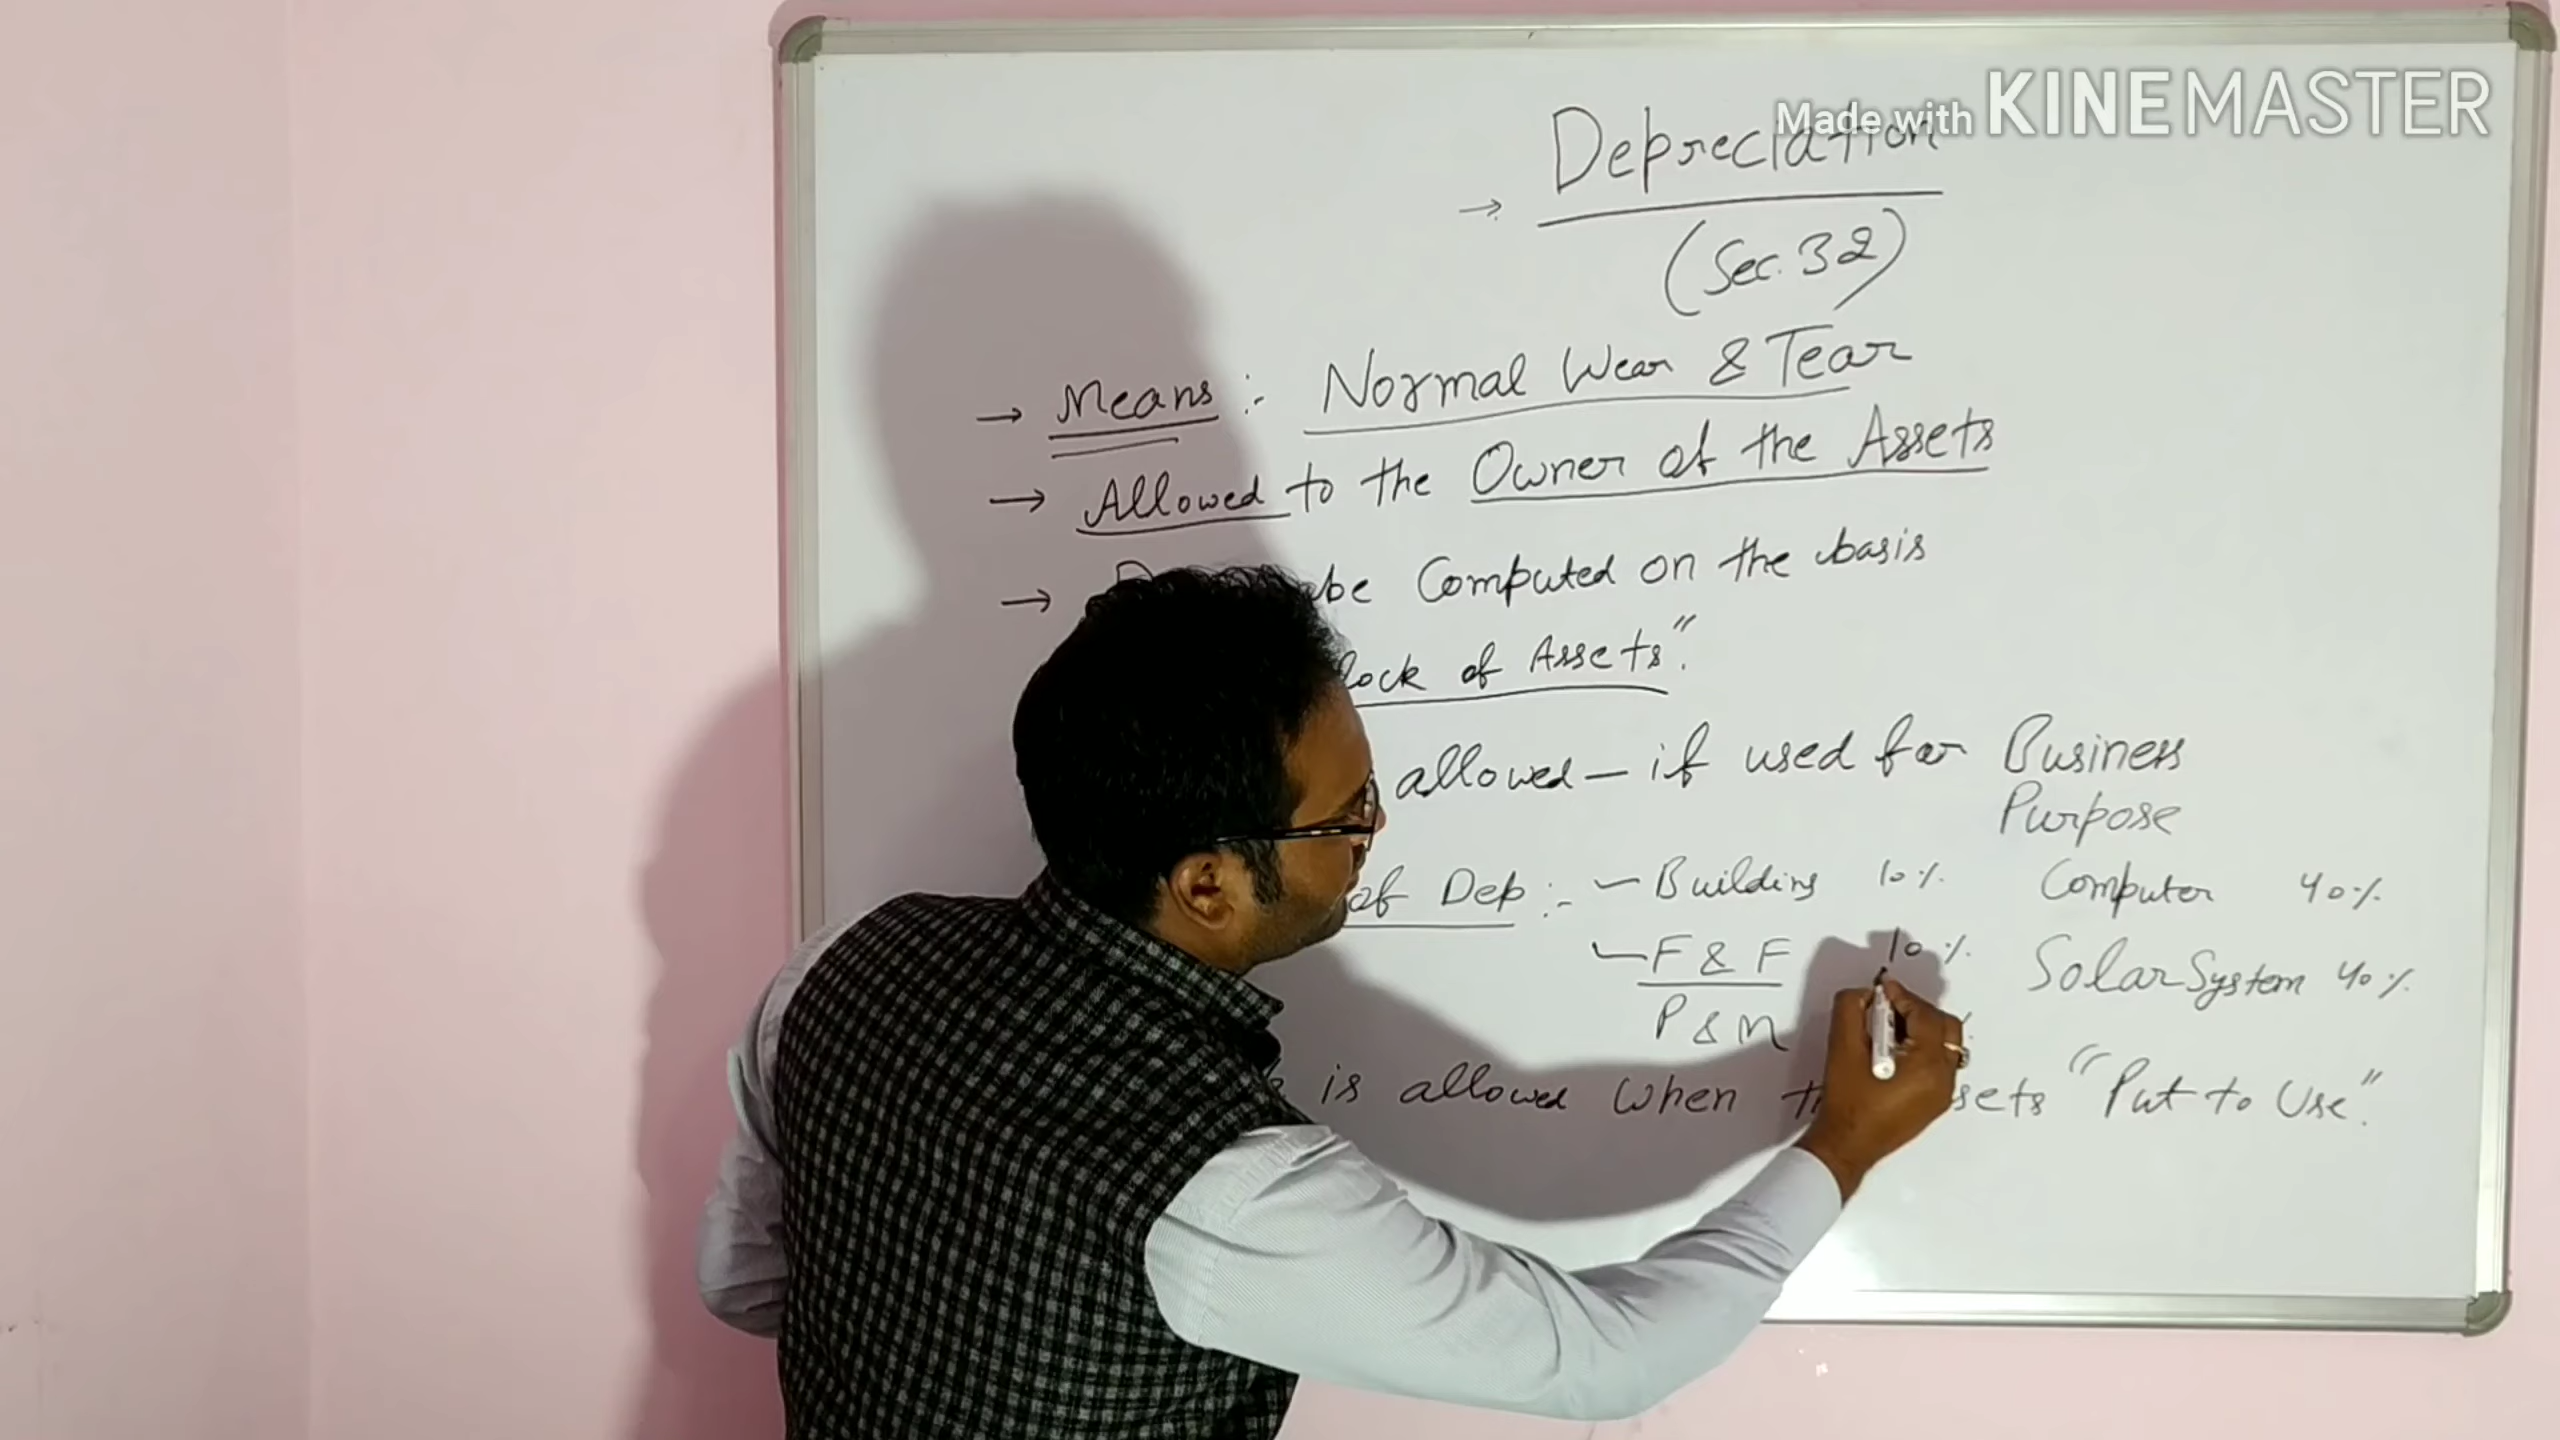 Made with KINEMASTER
→ Depreciation
(Sec. 32)
→ Means :- Normal Wear & Tear
→ Allowed to the Owner of the Assets
→ be Computed on the basis
lock of Assets".
allowed - if used for Business
Purpose
of Dep :- Building 10% Computer 40%
F & F 10% Solar System 40%
P & M %
is allowed when sets "Put to Use".